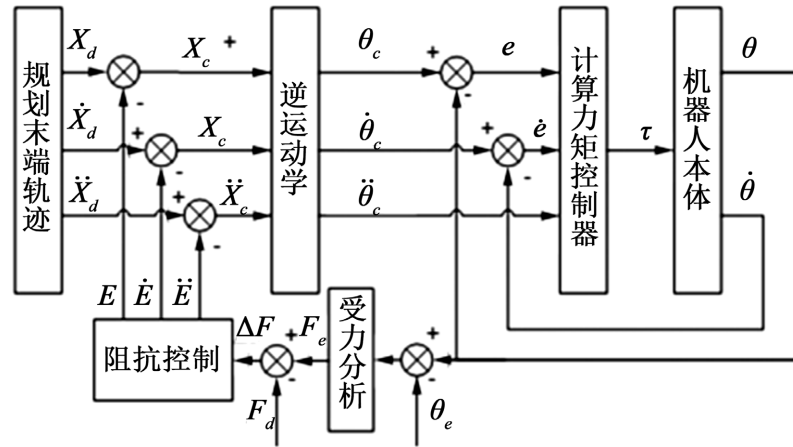 规划末端轨迹
X_d
Ẋ_d
Ẍ_d
+
-
X_c
+
-
X_c
+
-
Ẍ_c
逆运动学
θ_c
θ̇_c
θ̈_c
+
-
e
+
-
ė
计算力矩控制器
τ
机器人本体
θ
θ̇
E Ė Ë
阻抗控制
ΔF
+
-
F_e
F_d
受力分析
+
-
θ_e